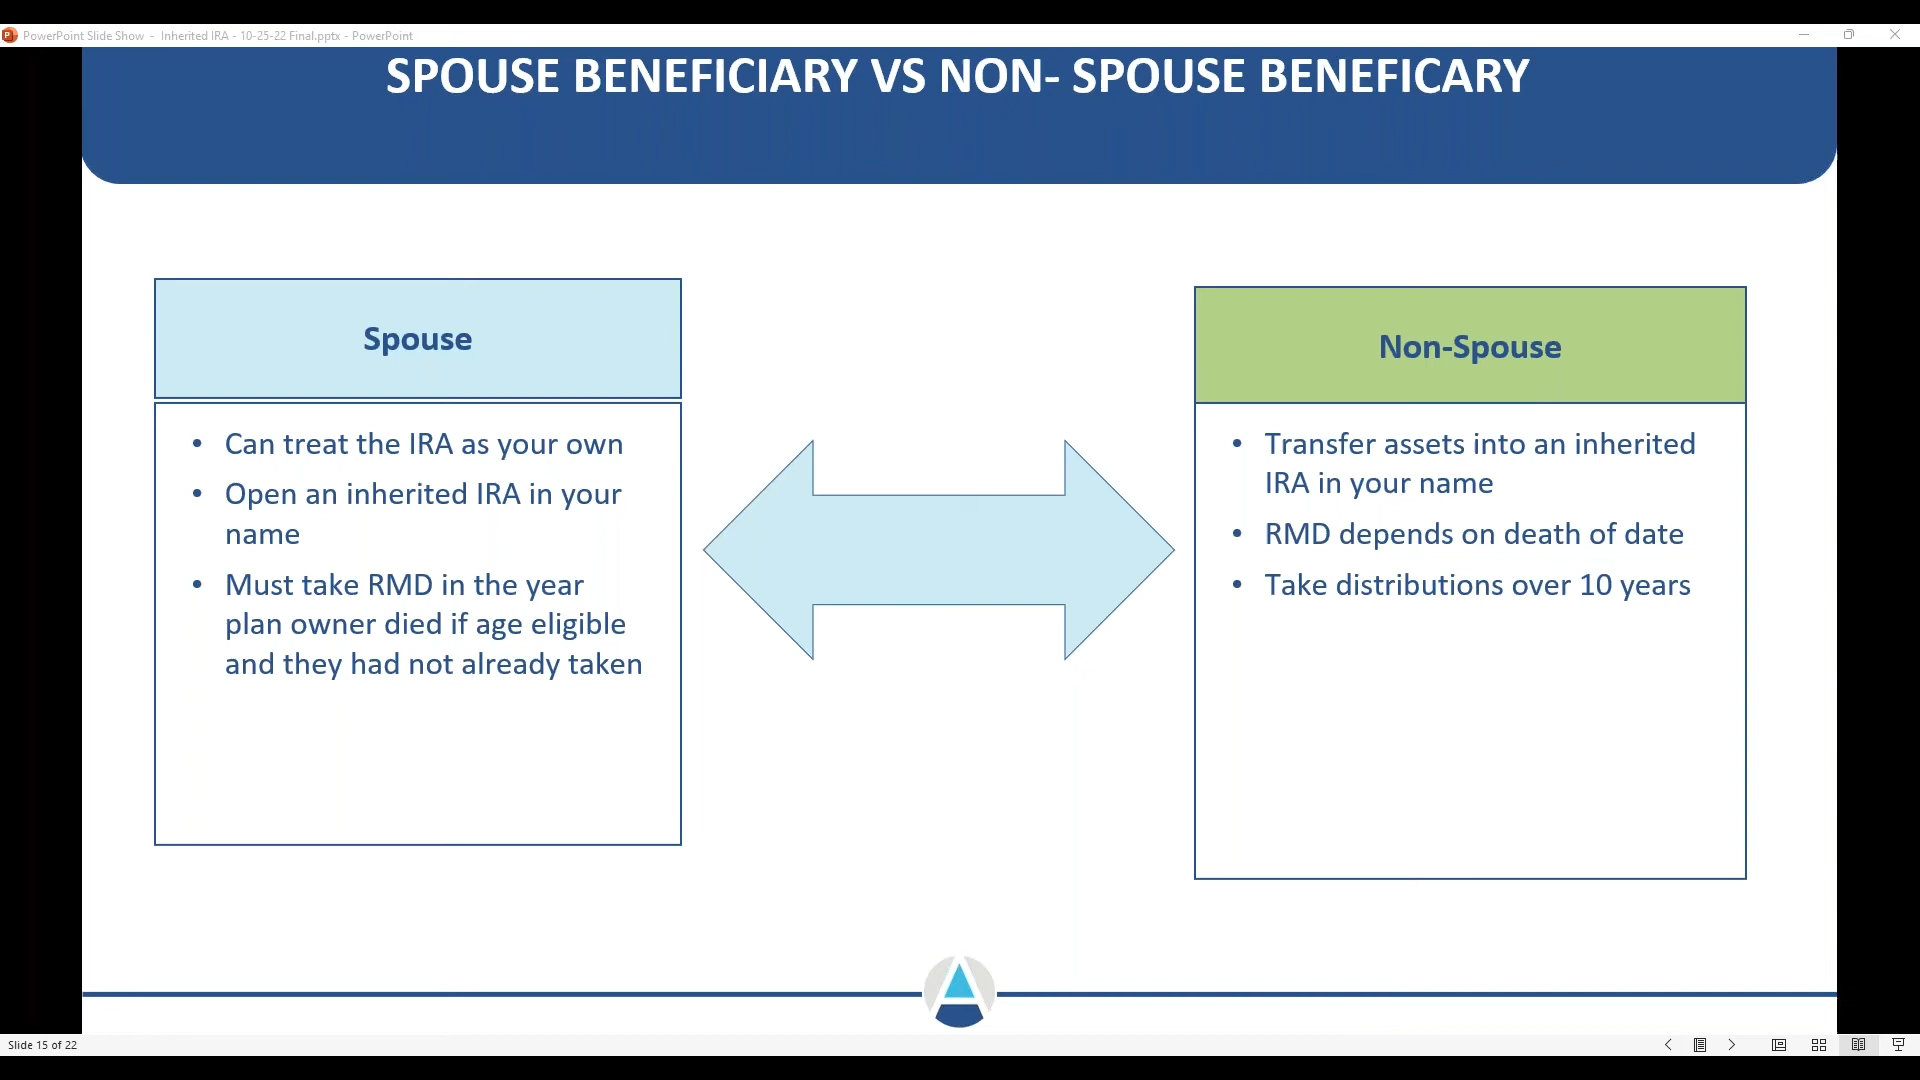 PowerPoint Slide Show - Inherited IRA - 10-25-22 Final.pptx - PowerPoint
SPOUSE BENEFICIARY VS NON- SPOUSE BENEFICARY
Spouse
• Can treat the IRA as your own
• Open an inherited IRA in your
name
• Must take RMD in the year
plan owner died if age eligible
and they had not already taken
Non-Spouse
• Transfer assets into an inherited
IRA in your name
• RMD depends on death of date
• Take distributions over 10 years
Slide 15 of 22